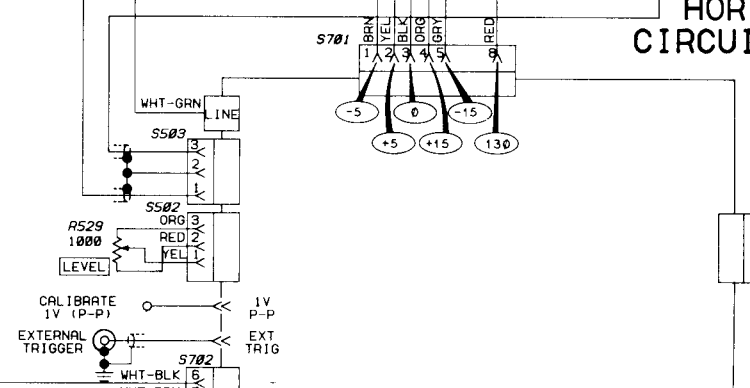 HOR
CIRCUI
BRN
YEL
BLK
ORG
GRY
RED
S701
1 2 3 4 5 8
WHT-GRN
LINE
-5
0
-15
+5
+15
130
S503
3
2
1
S502
ORG 3
RED 2
YEL 1
R529
1000
LEVEL
CALIBRATE
1V (P-P)
1V
P-P
EXTERNAL
TRIGGER
EXT
TRIG
S702
WHT-BLK 6